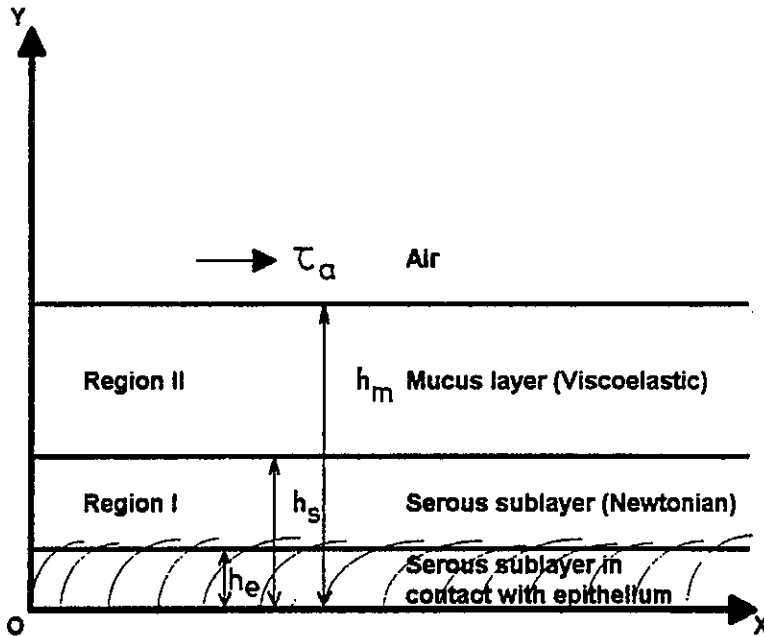 Y
τa
Air
Region II
hm
Mucus layer (Viscoelastic)
Region I
hs
Serous sublayer (Newtonian)
he
Serous sublayer in
contact with epithellum
O
X